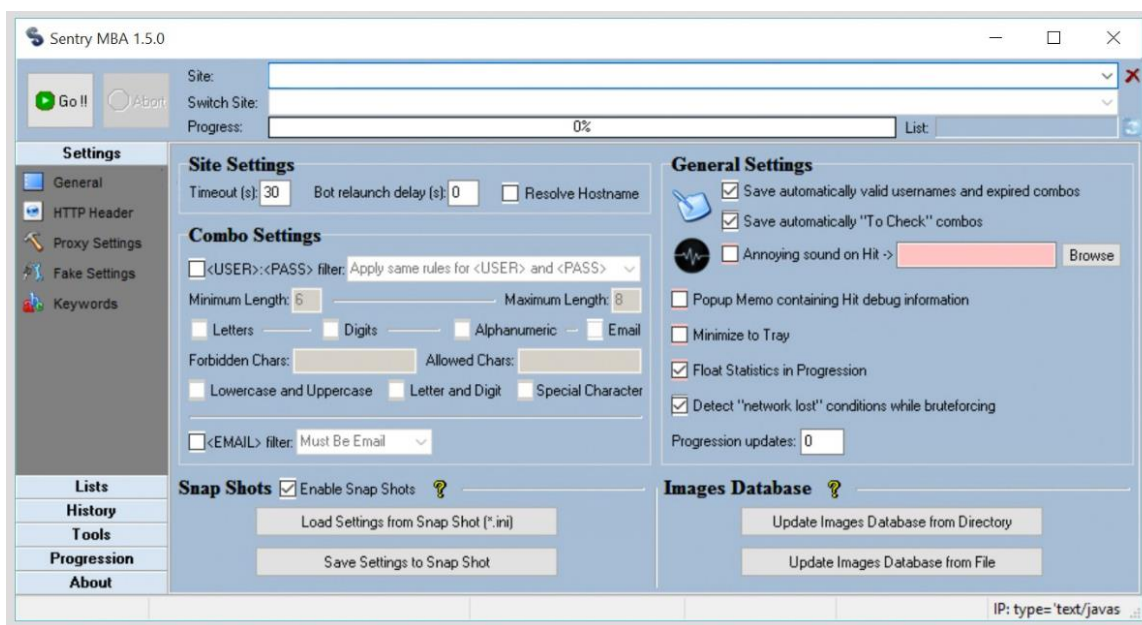 Sentry MBA 1.5.0
Go !!
Abort
Site:
Switch Site:
Progress: 0% List:
Settings
General
HTTP Header
Proxy Settings
Fake Settings
Keywords
Lists
History
Tools
Progression
About
Site Settings
Timeout (s): 30 Bot relaunch delay (s): 0 Resolve Hostname
Combo Settings
<USER>:<PASS> filter: Apply same rules for <USER> and <PASS>
Minimum Length: 6 Maximum Length: 8
Letters Digits Alphanumeric Email
Forbidden Chars: Allowed Chars:
Lowercase and Uppercase Letter and Digit Special Character
<EMAIL> filter: Must Be Email
Snap Shots Enable Snap Shots ?
Load Settings from Snap Shot (*.ini)
Save Settings to Snap Shot
General Settings
Save automatically valid usernames and expired combos
Save automatically "To Check" combos
Annoying sound on Hit -> Browse
Popup Memo containing Hit debug information
Minimize to Tray
Float Statistics in Progression
Detect "network lost" conditions while bruteforcing
Progression updates: 0
Images Database ?
Update Images Database from Directory
Update Images Database from File
IP: type='text/javas